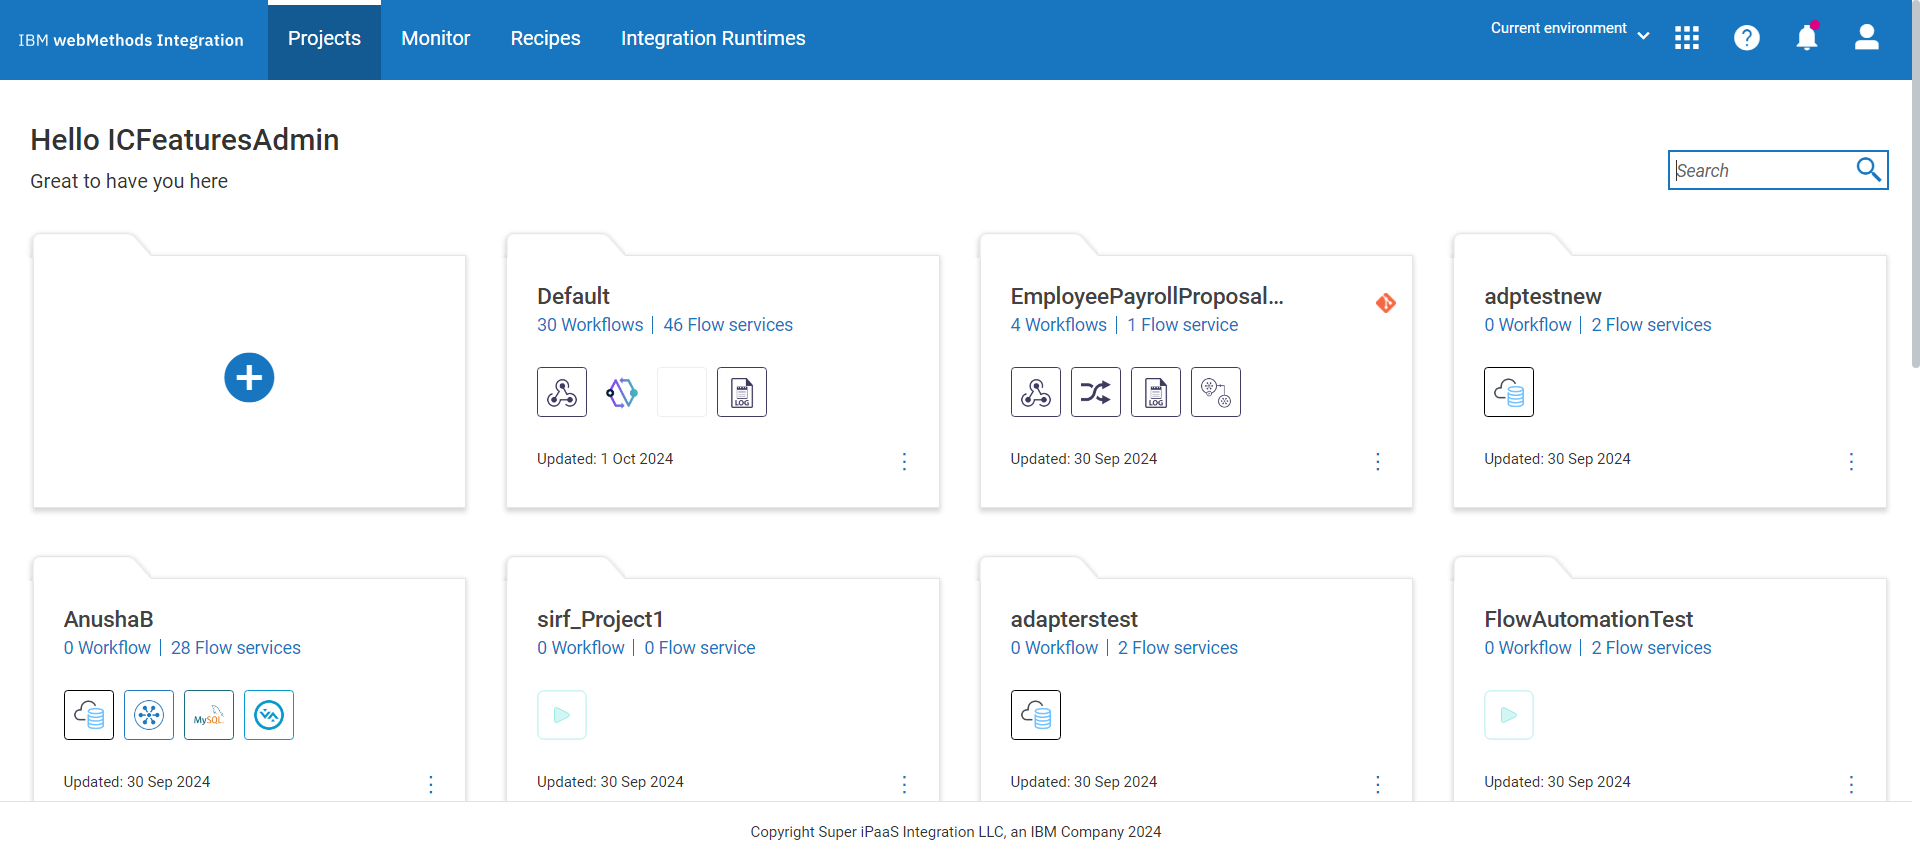 IBM webMethods Integration
Projects
Monitor
Recipes
Integration Runtimes
Current environment
Hello ICFeaturesAdmin
Great to have you here
Search
Default
30 Workflows | 46 Flow services
LOG
Updated: 1 Oct 2024
EmployeePayrollProposal...
4 Workflows | 1 Flow service
LOG
Updated: 30 Sep 2024
adptestnew
0 Workflow | 2 Flow services
Updated: 30 Sep 2024
AnushaB
0 Workflow | 28 Flow services
MySQL
Updated: 30 Sep 2024
sirf_Project1
0 Workflow | 0 Flow service
Updated: 30 Sep 2024
adapterstest
0 Workflow | 2 Flow services
Updated: 30 Sep 2024
FlowAutomationTest
0 Workflow | 2 Flow services
Updated: 30 Sep 2024
Copyright Super iPaaS Integration LLC, an IBM Company 2024